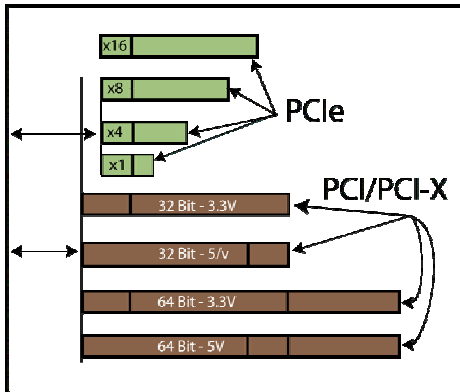 x16
x8
PCIe
x4
x1
PCI/PCI-X
32 Bit - 3.3V
32 Bit - 5/v
64 Bit - 3.3V
64 Bit - 5V